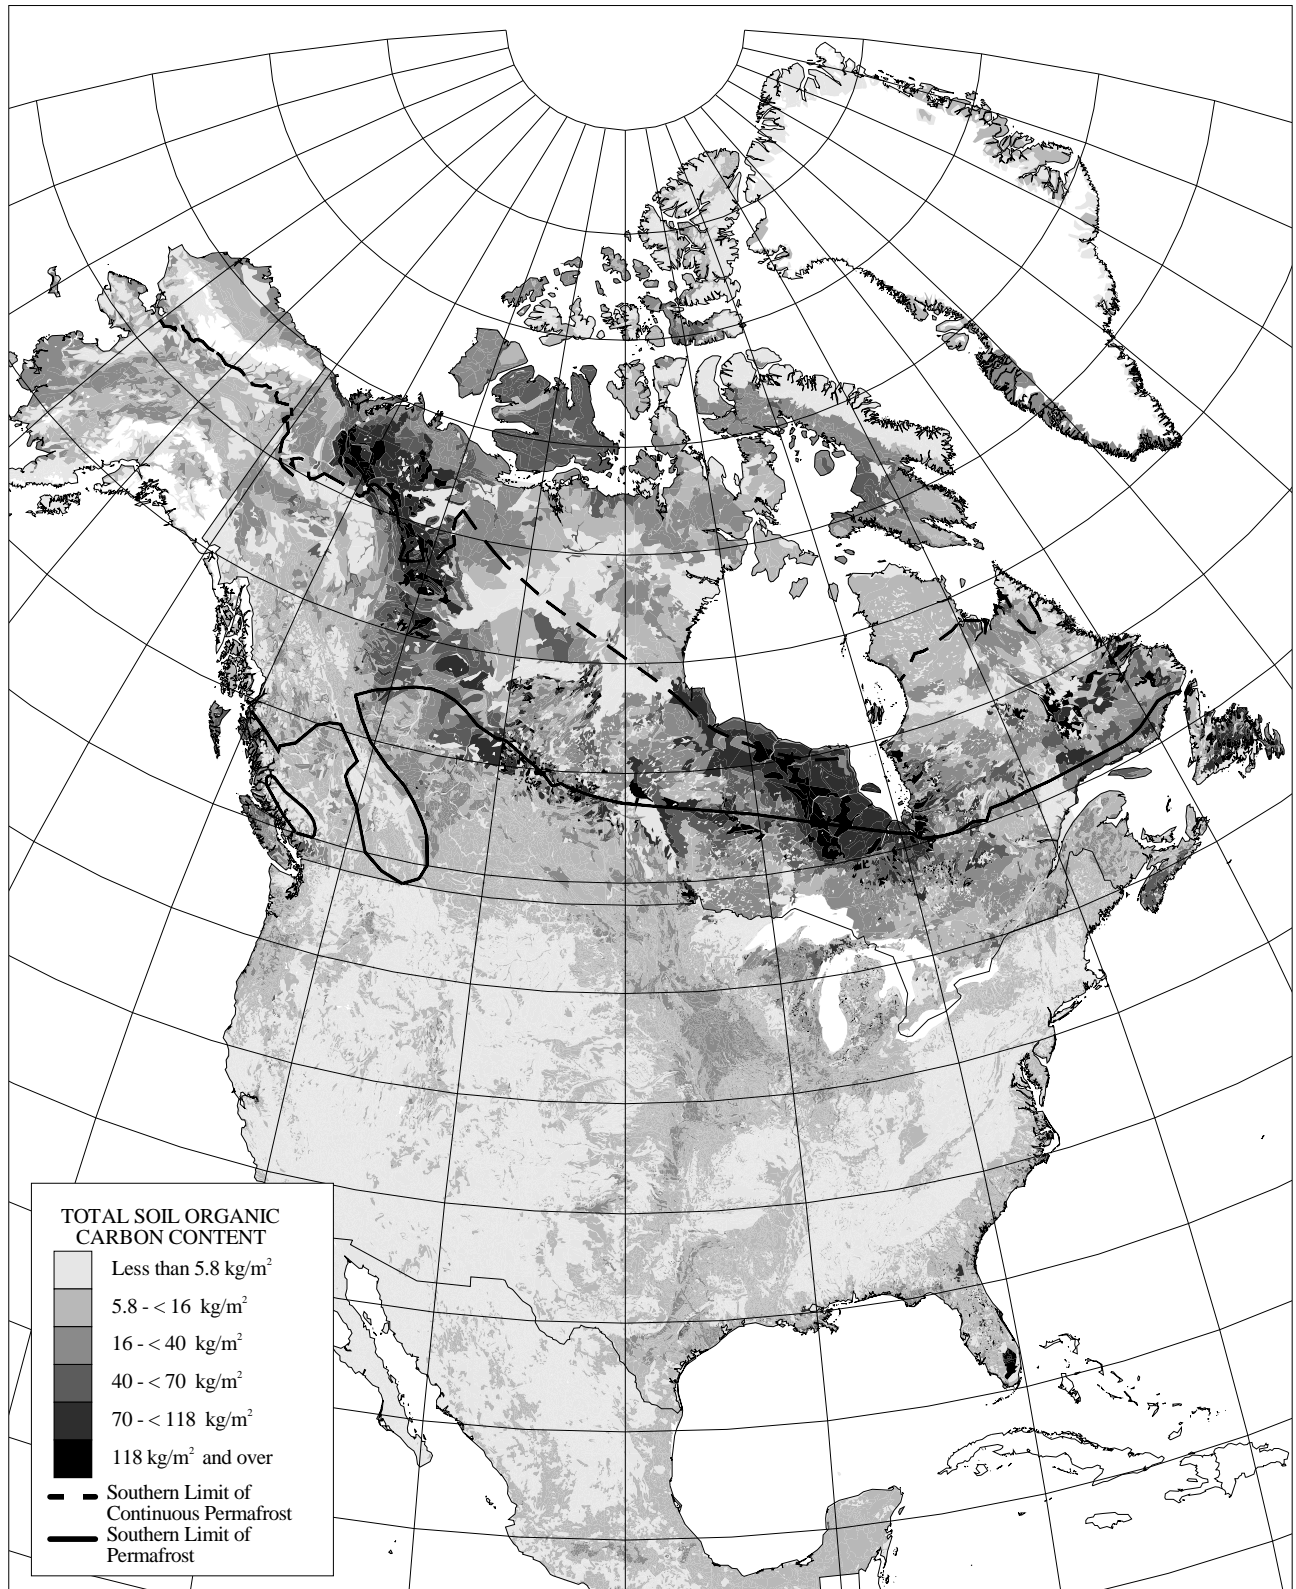 TOTAL SOIL ORGANIC
CARBON CONTENT
Less than 5.8 kg/m²
5.8 - < 16 kg/m²
16 - < 40 kg/m²
40 - < 70 kg/m²
70 - < 118 kg/m²
118 kg/m² and over
Southern Limit of
Continuous Permafrost
Southern Limit of
Permafrost